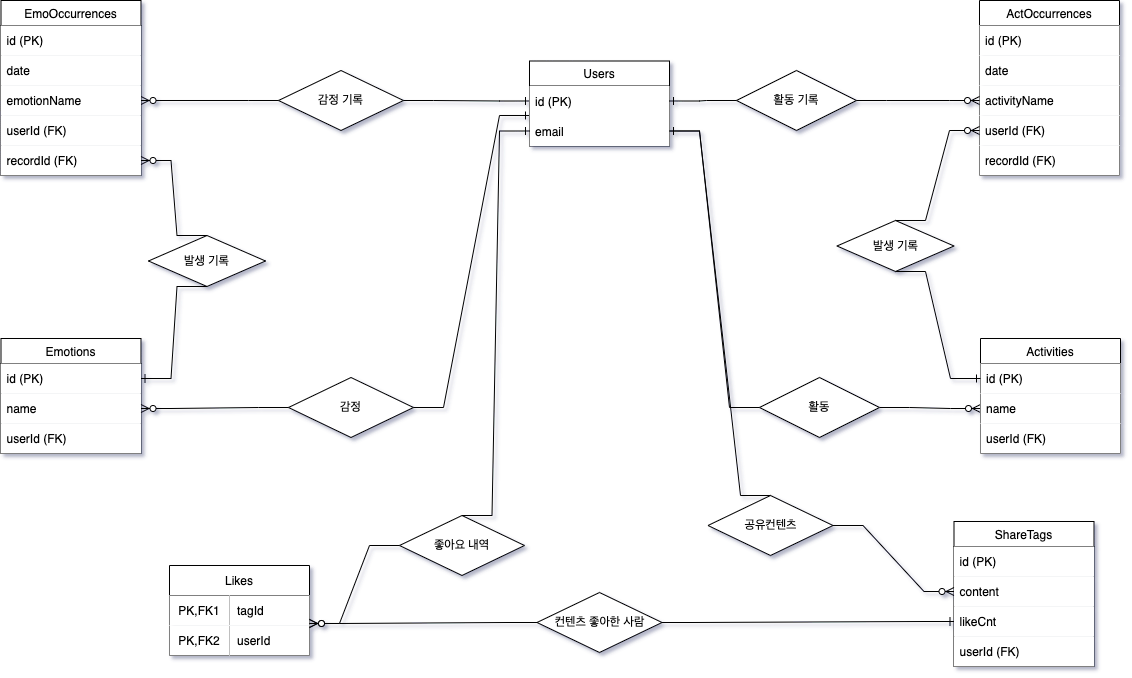 EmoOccurrences
id (PK)
date
emotionName
userId (FK)
recordId (FK)
감정 기록
Users
id (PK)
email
활동 기록
ActOccurrences
id (PK)
date
activityName
userId (FK)
recordId (FK)
발생 기록
발생 기록
Emotions
id (PK)
name
userId (FK)
감정
활동
Activities
id (PK)
name
userId (FK)
좋아요 내역
공유컨텐츠
Likes
PK,FK1 tagId
PK,FK2 userId
컨텐츠 좋아한 사람
ShareTags
id (PK)
content
likeCnt
userId (FK)